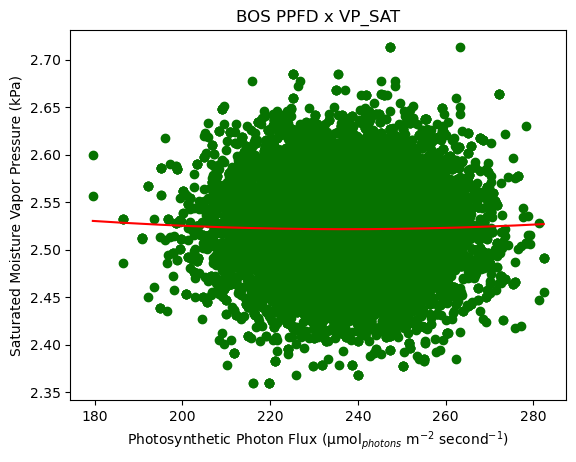 BOS PPFD x VP_SAT
2.70
2.65
2.60
2.55
2.50
2.45
2.40
2.35
Saturated Moisture Vapor Pressure (kPa)
180 200 220 240 260 280
Photosynthetic Photon Flux (μmol_photons m⁻² second⁻¹)